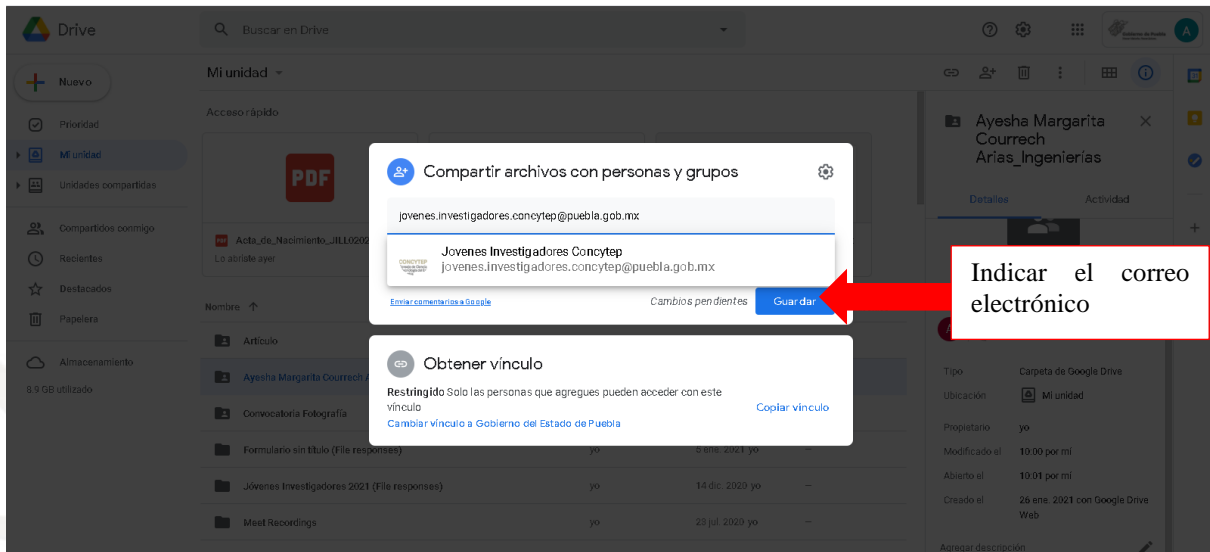 Drive
Buscar en Drive
Gobierno de Puebla
A
Nuevo
Mi unidad
Acceso rápido
Prioridad
Mi unidad
Unidades compartidas
Compartidos conmigo
Recientes
Destacados
Papelera
Almacenamiento
8.9 GB utilizado
PDF
Acta_de_Nacimiento_JILL0202
Lo abriste ayer
Nombre
Artículo
Ayesha Margarita Courrech A
Convocatoria Fotografía
Formulario sin título (File responses) yo 5 ene. 2021 yo —
Jóvenes Investigadores 2021 (File responses) yo 14 dic. 2020 yo —
Meet Recordings yo 23 jul. 2020 yo —
Compartir archivos con personas y grupos
jovenes.investigadores.concytep@puebla.gob.mx
CONCYTEP
Jovenes Investigadores Concytep
jovenes.investigadores.concytep@puebla.gob.mx
Enviar comentarios a Google
Cambios pendientes
Guardar
Obtener vínculo
Restringido Solo las personas que agregues pueden acceder con este
vínculo
Copiar vínculo
Cambiar vínculo a Gobierno del Estado de Puebla
Ayesha Margarita
Courrech
Arias_Ingenierías
Detalles
Actividad
Indicar el correo
electrónico
A
Tipo Carpeta de Google Drive
Ubicación Mi unidad
Propietario yo
Modificado el 10:00 por mí
Abierto el 10:01 por mí
Creado el 26 ene. 2021 con Google Drive
Web
Agregar descripción